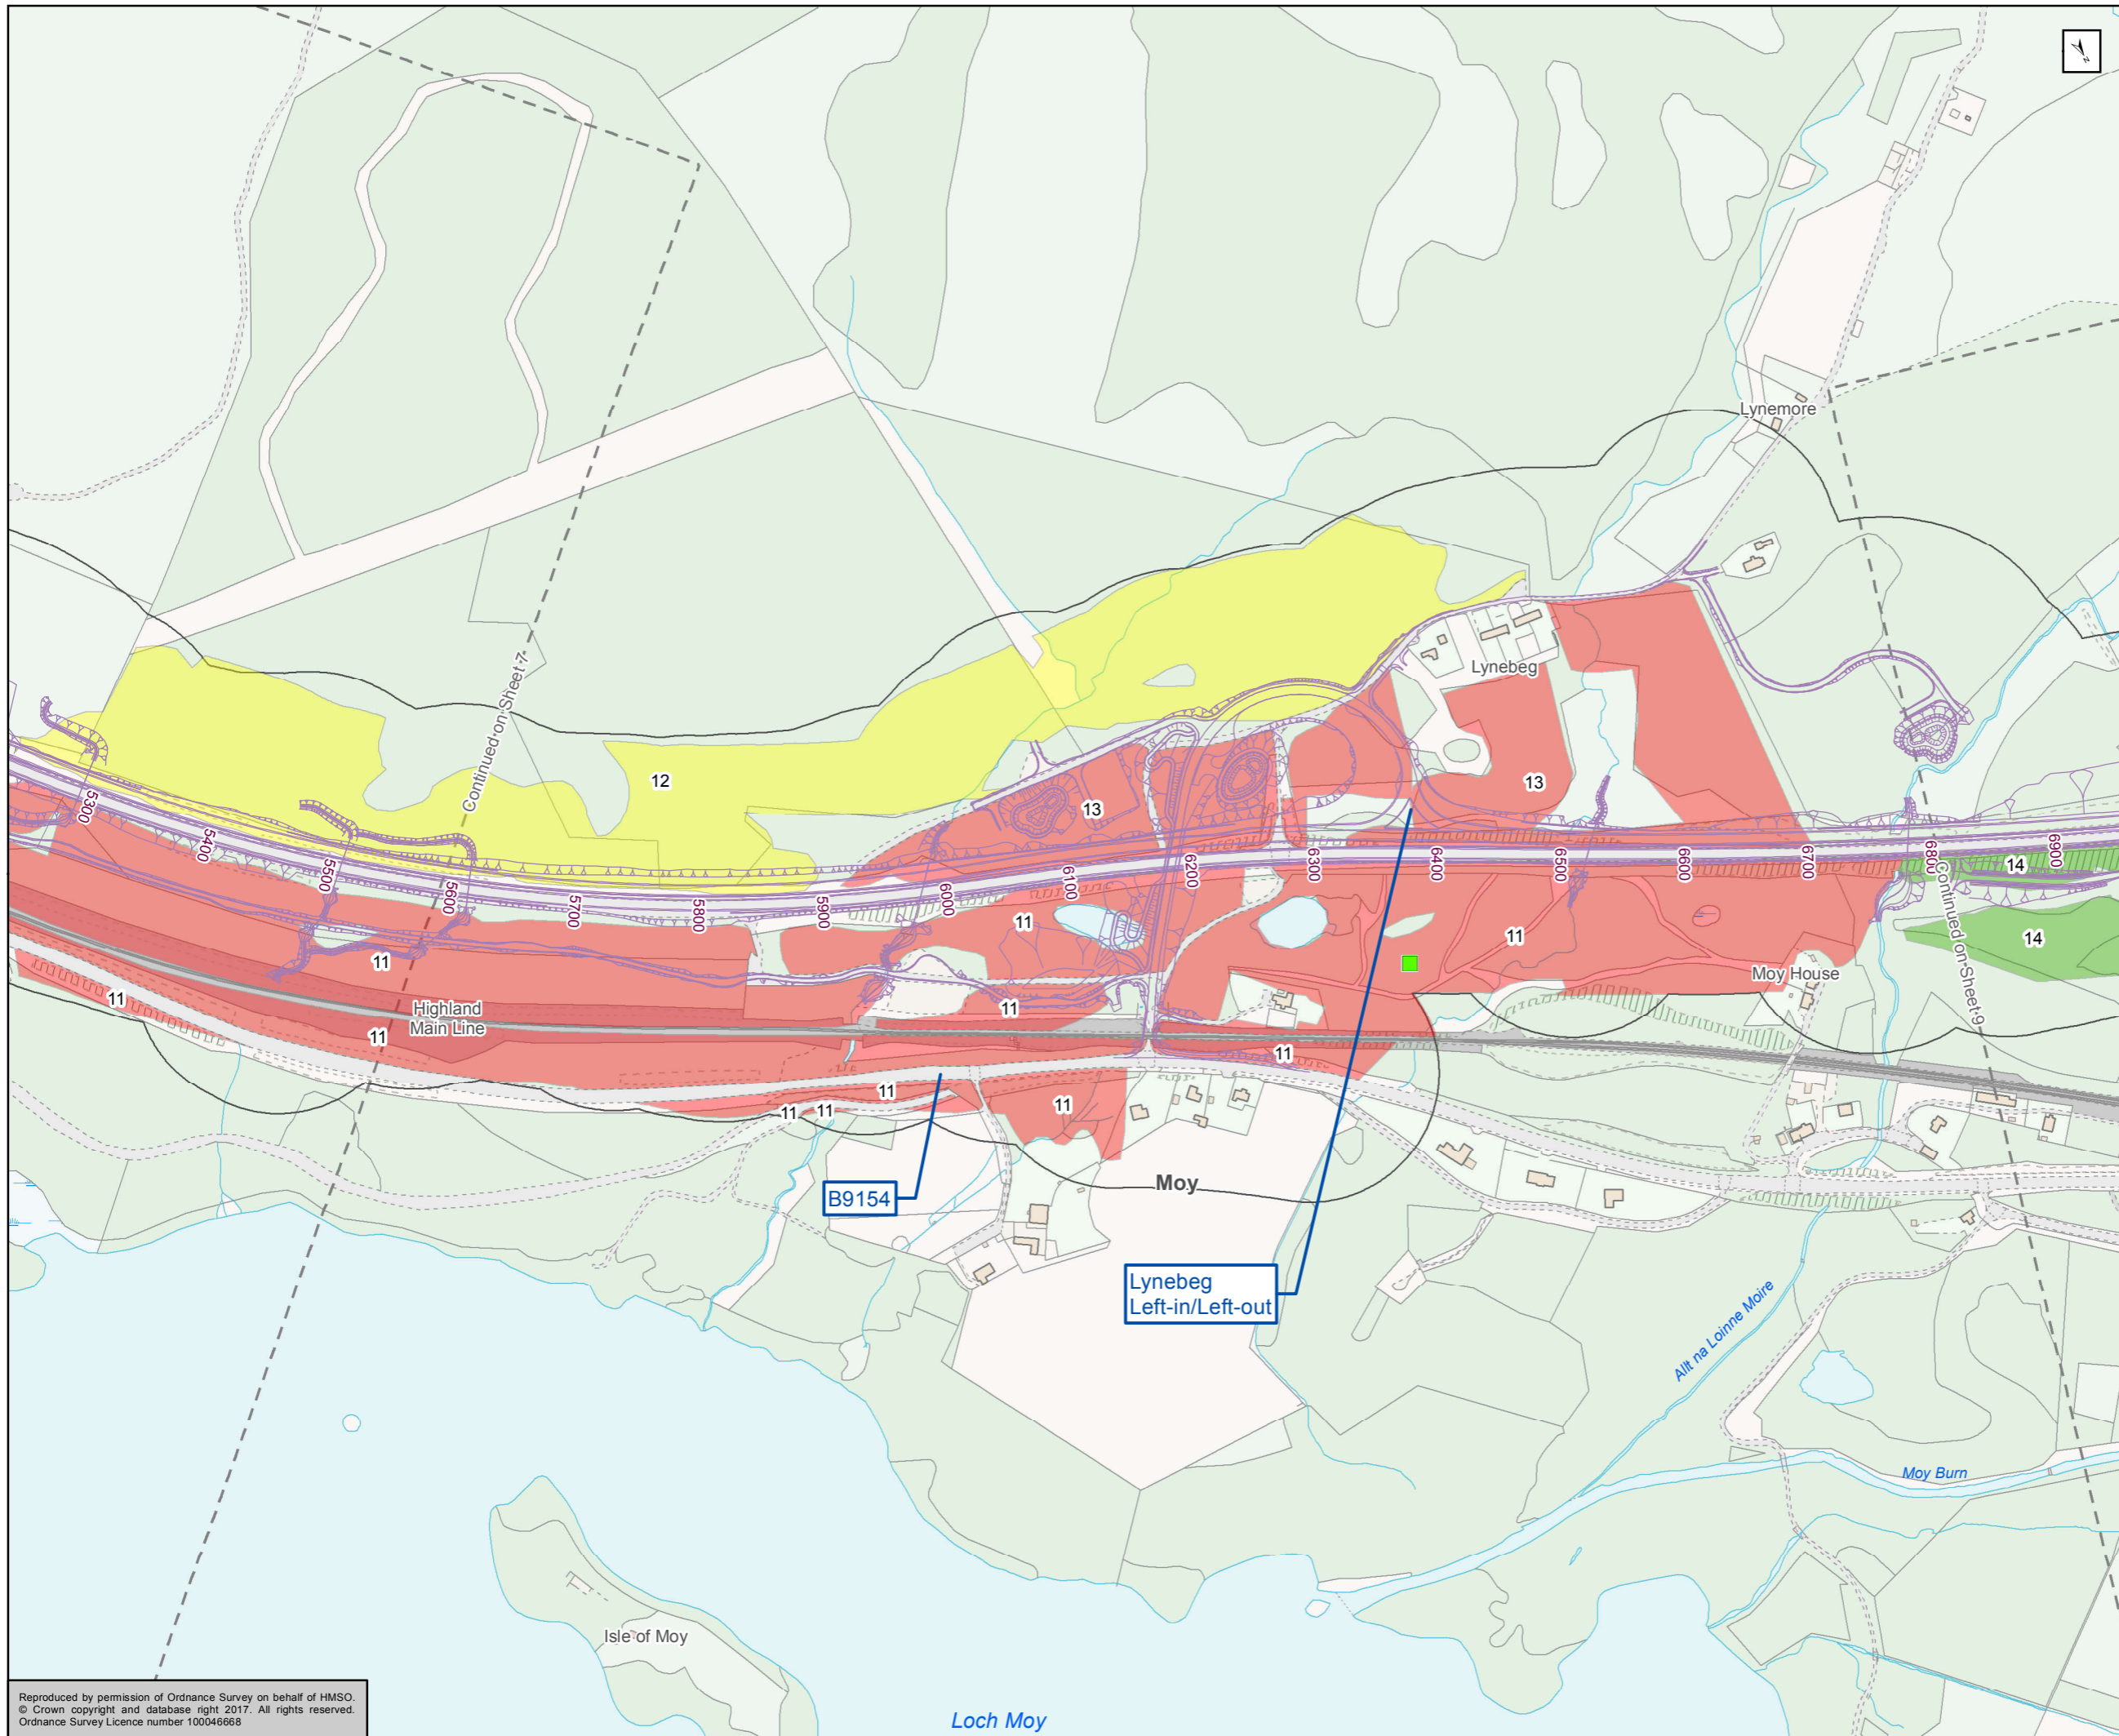 N
Lynemore
Continued on Sheet 7
Lynebeg
12
13
13
5300
5400
5500
5600
5700
5800
5900
6000
6100
6200
6300
6400
6500
6600
6700
6800
6900
14
14
11
11
11
11
11
11
11
11
11
11
11
11
Highland
Main Line
Moy House
Continued on Sheet 9
B9154
Moy
Lynebeg
Left-in/Left-out
Allt na Loinne Moire
Moy Burn
Isle of Moy
Loch Moy
Reproduced by permission of Ordnance Survey on behalf of HMSO.
© Crown copyright and database right 2017. All rights reserved.
Ordnance Survey Licence number 100046668